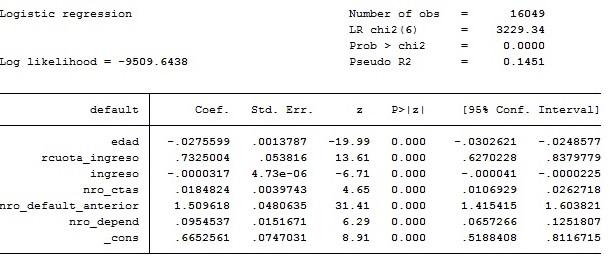 Logistic regression Number of obs = 16049
LR chi2(6) = 3229.34
Prob > chi2 = 0.0000
Log likelihood = -9509.6438 Pseudo R2 = 0.1451
default Coef. Std. Err. z P>|z| [95% Conf. Interval]
edad -.0275599 .0013787 -19.99 0.000 -.0302621 -.0248577
rcuota_ingreso .7325004 .053816 13.61 0.000 .6270228 .8379779
ingreso -.0000317 4.73e-06 -6.71 0.000 -.000041 -.0000225
nro_ctas .0184824 .0039743 4.65 0.000 .0106929 .0262718
nro_default_anterior 1.509618 .0480635 31.41 0.000 1.415415 1.603821
nro_depend .0954537 .0151671 6.29 0.000 .0657266 .1251807
_cons .6652561 .0747031 8.91 0.000 .5188408 .8116715